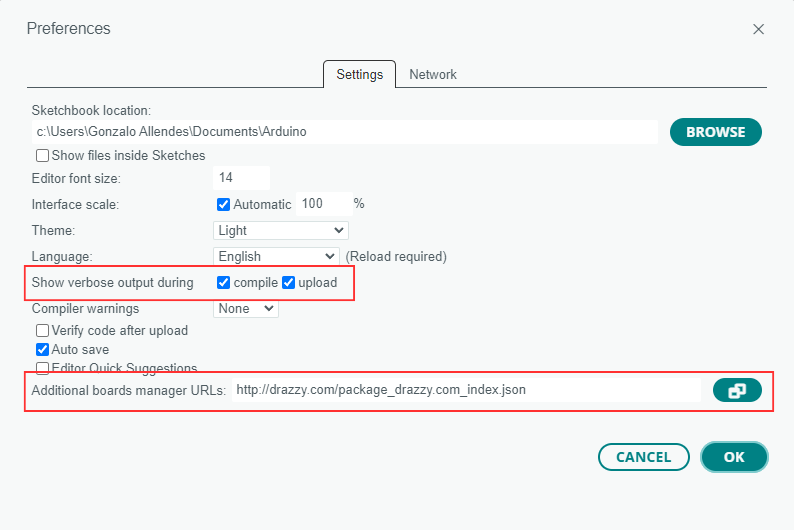 Preferences
Settings Network
Sketchbook location:
c:\Users\Gonzalo Allendes\Documents\Arduino BROWSE
Show files inside Sketches
Editor font size: 14
Interface scale: Automatic 100 %
Theme: Light
Language: English (Reload required)
Show verbose output during compile upload
Compiler warnings None
Verify code after upload
Auto save
Editor Quick Suggestions
Additional boards manager URLs: http://drazzy.com/package_drazzy.com_index.json
CANCEL OK